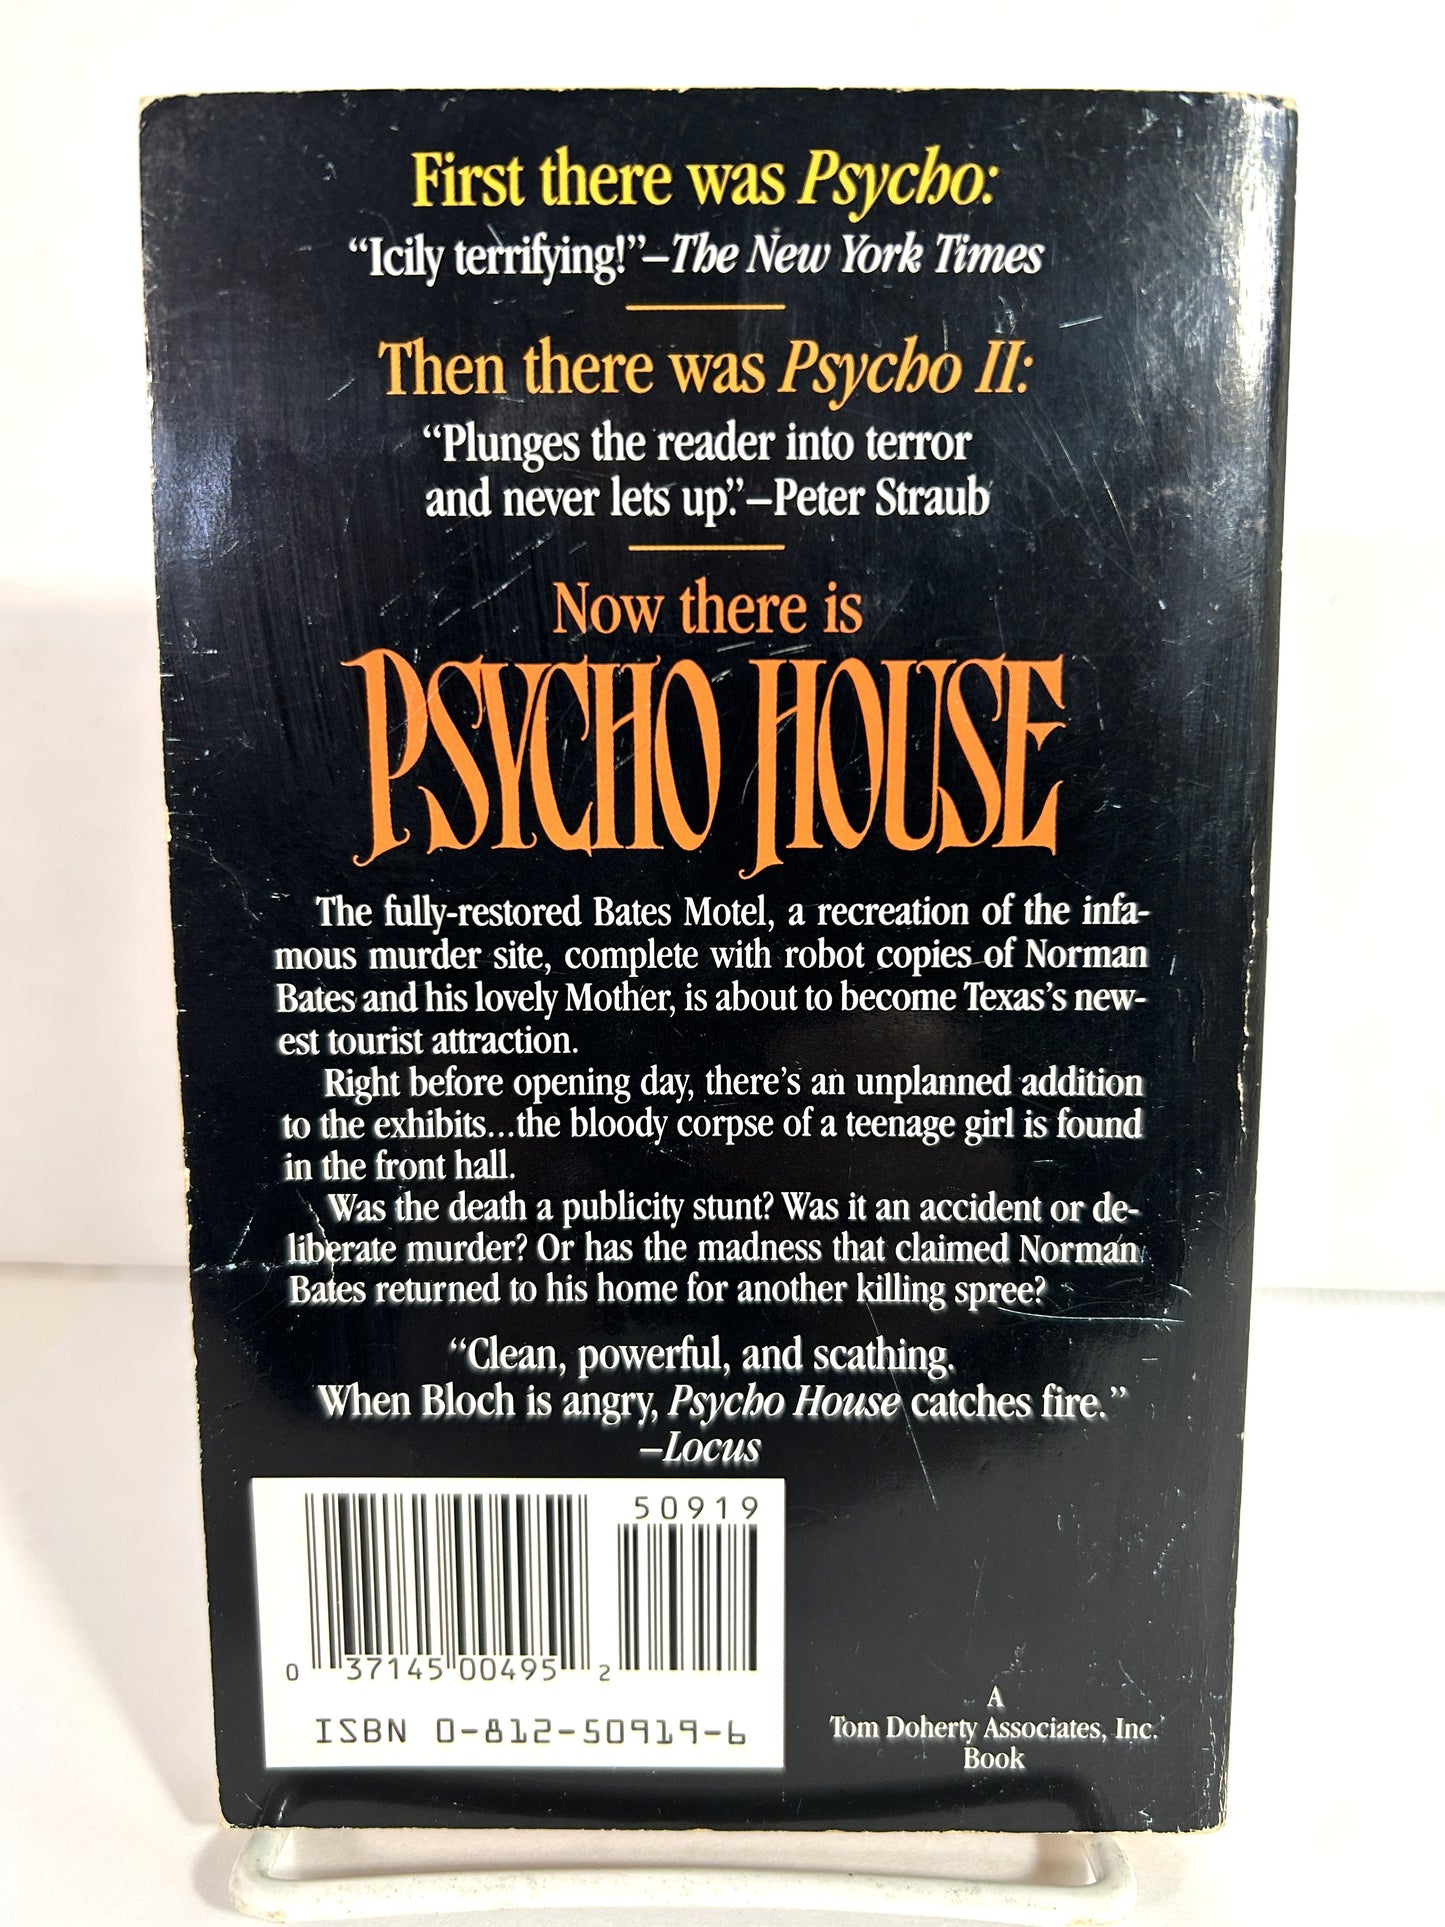 First there was Psycho:
“Icily terrifying!”–The New York Times
Then there was Psycho II:
“Plunges the reader into terror
and never lets up.”–Peter Straub
Now there is
PSYCHO HOUSE
The fully-restored Bates Motel, a recreation of the infa-
mous murder site, complete with robot copies of Norman
Bates and his lovely Mother, is about to become Texas’s new-
est tourist attraction.
Right before opening day, there’s an unplanned addition
to the exhibits...the bloody corpse of a teenage girl is found
in the front hall.
Was the death a publicity stunt? Was it an accident or de-
liberate murder? Or has the madness that claimed Norman
Bates returned to his home for another killing spree?
“Clean, powerful, and scathing.
When Bloch is angry, Psycho House catches fire.”
–Locus
50919
0 37145 00495 2
ISBN 0-812-50919-6
A
Tom Doherty Associates, Inc.
Book